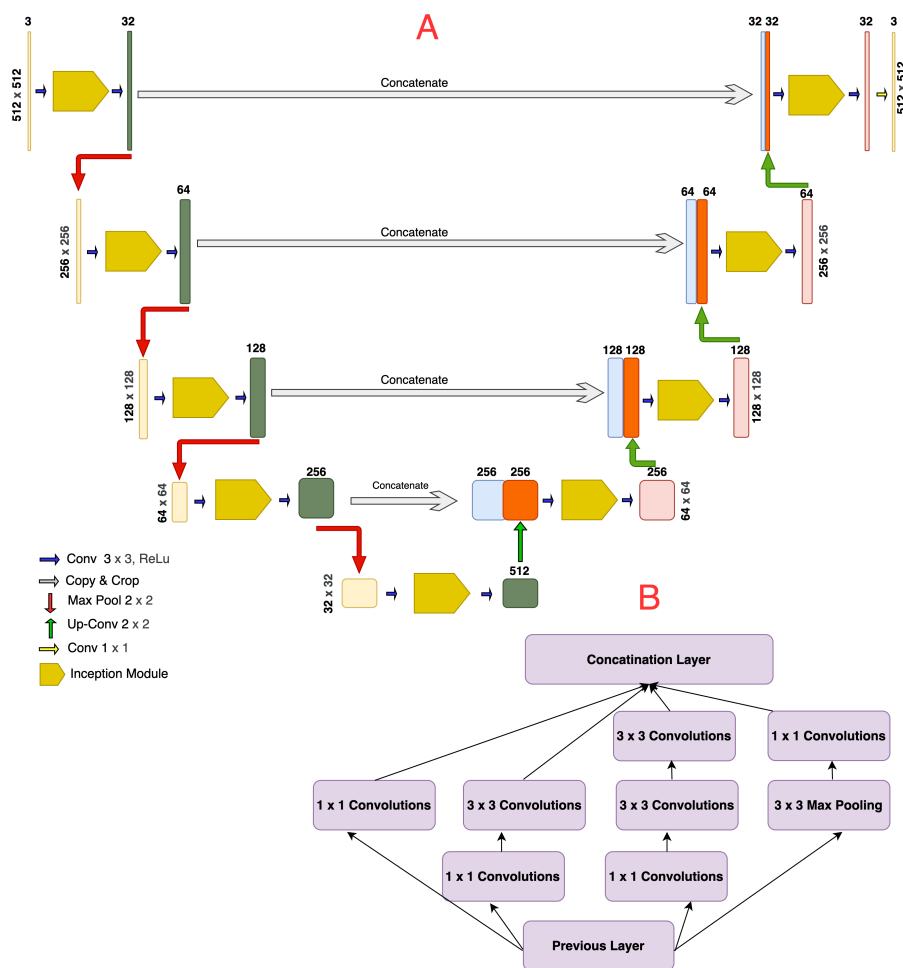 A
3
32
32 32
32
3
512 x 512
Concatenate
512 x 512
64
64 64
64
256 x 256
Concatenate
256 x 256
128
128 128
128
128 x 128
Concatenate
128 x 128
256
256 256
256
64 x 64
Concatenate
64 x 64
512
32 x 32
Conv 3 x 3, ReLu
Copy & Crop
Max Pool 2 x 2
Up-Conv 2 x 2
Conv 1 x 1
Inception Module
B
Concatination Layer
3 x 3 Convolutions
1 x 1 Convolutions
1 x 1 Convolutions
3 x 3 Convolutions
3 x 3 Convolutions
3 x 3 Max Pooling
1 x 1 Convolutions
1 x 1 Convolutions
Previous Layer